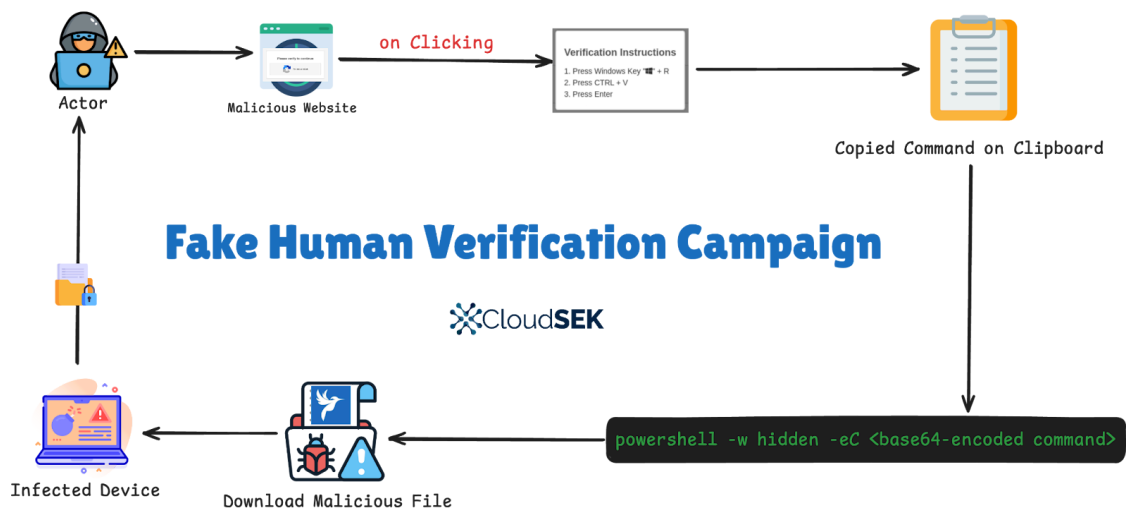 Actor
Malicious Website
on Clicking
Verification Instructions
1. Press Windows Key "" + R
2. Press CTRL + V
3. Press Enter
Copied Command on Clipboard
Fake Human Verification Campaign
CloudSEK
powershell -w hidden -eC <base64-encoded command>
Download Malicious File
Infected Device